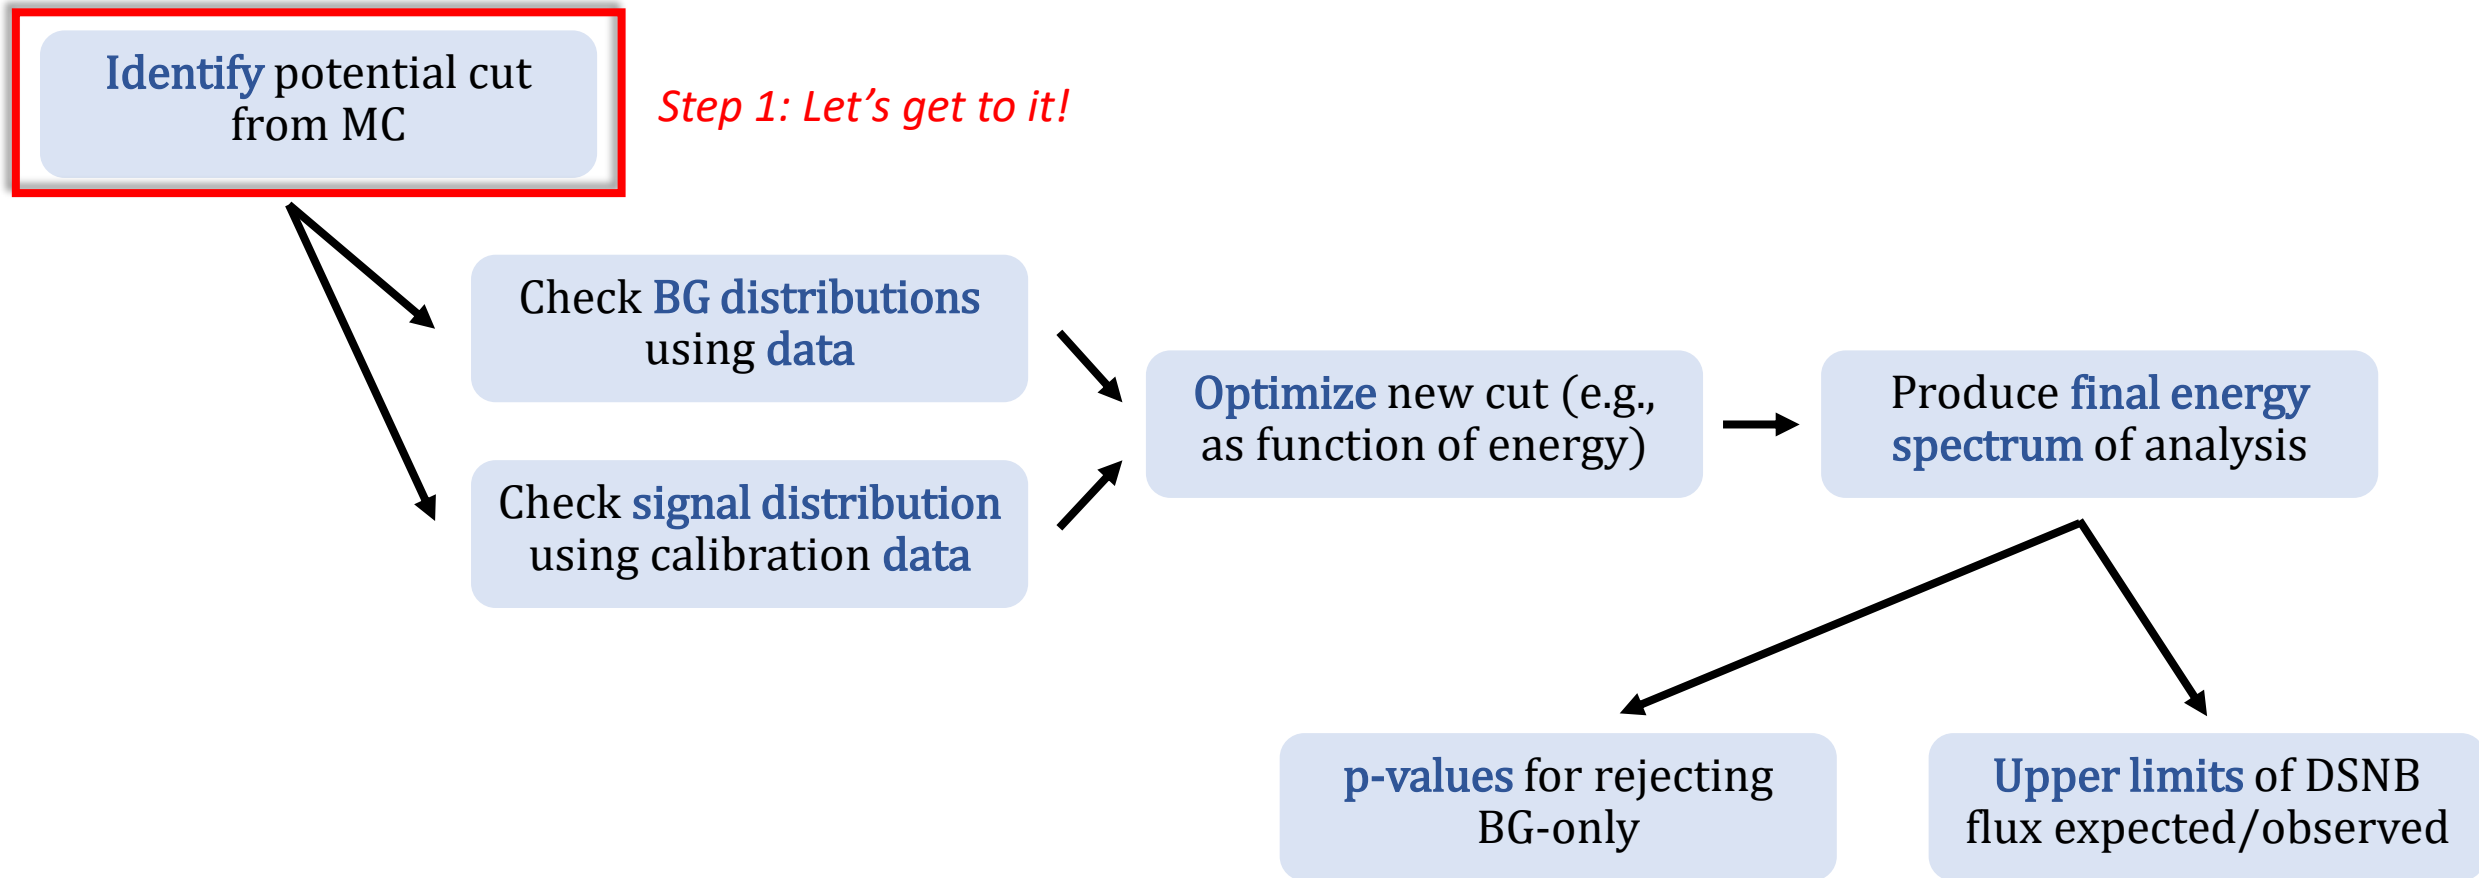 Identify potential cut
from MC
Step 1: Let’s get to it!
Check BG distributions
using data
Check signal distribution
using calibration data
Optimize new cut (e.g.,
as function of energy)
Produce final energy
spectrum of analysis
p-values for rejecting
BG-only
Upper limits of DSNB
flux expected/observed